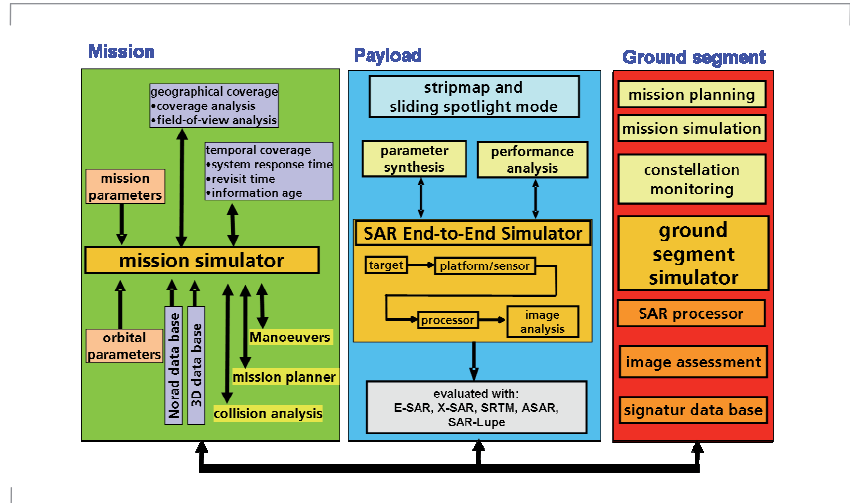 Mission
geographical coverage
•coverage analysis
•field-of-view analysis
temporal coverage
•system response time
•revisit time
•information age
mission
parameters
mission simulator
orbital
parameters
Norad data base
3D data base
Manoeuvers
mission planner
collision analysis
Payload
stripmap and
sliding spotlight mode
parameter
synthesis
performance
analysis
SAR End-to-End Simulator
target
platform/sensor
processor
image
analysis
evaluated with:
E-SAR, X-SAR, SRTM, ASAR,
SAR-Lupe
Ground segment
mission planning
mission simulation
constellation
monitoring
ground
segment
simulator
SAR processor
image assessment
signatur data base